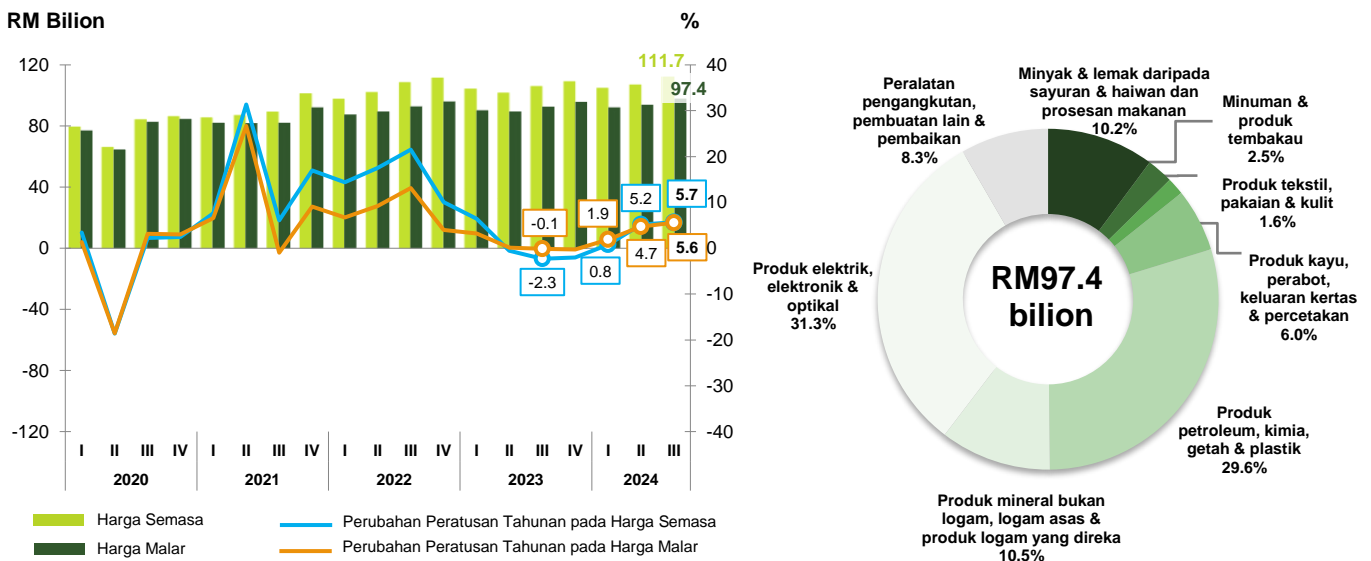 RM Bilion
%
120
80
40
0
-40
-80
-120
40
30
20
10
0
-10
-20
-30
-40
111.7
97.4
-0.1
-2.3
1.9
0.8
5.2
4.7
5.7
5.6
I II III IV I II III IV I II III IV I II III IV I II III
2020 2021 2022 2023 2024
Harga Semasa
Harga Malar
Perubahan Peratusan Tahunan pada Harga Semasa
Perubahan Peratusan Tahunan pada Harga Malar
RM97.4
bilion
Minyak & lemak daripada
sayuran & haiwan dan
prosesan makanan
10.2%
Minuman &
produk
tembakau
2.5%
Produk tekstil,
pakaian & kulit
1.6%
Produk kayu,
perabot,
keluaran kertas
& percetakan
6.0%
Produk
petroleum, kimia,
getah & plastik
29.6%
Produk mineral bukan
logam, logam asas &
produk logam yang direka
10.5%
Produk elektrik,
elektronik &
optikal
31.3%
Peralatan
pengangkutan,
pembuatan lain &
pembaikan
8.3%